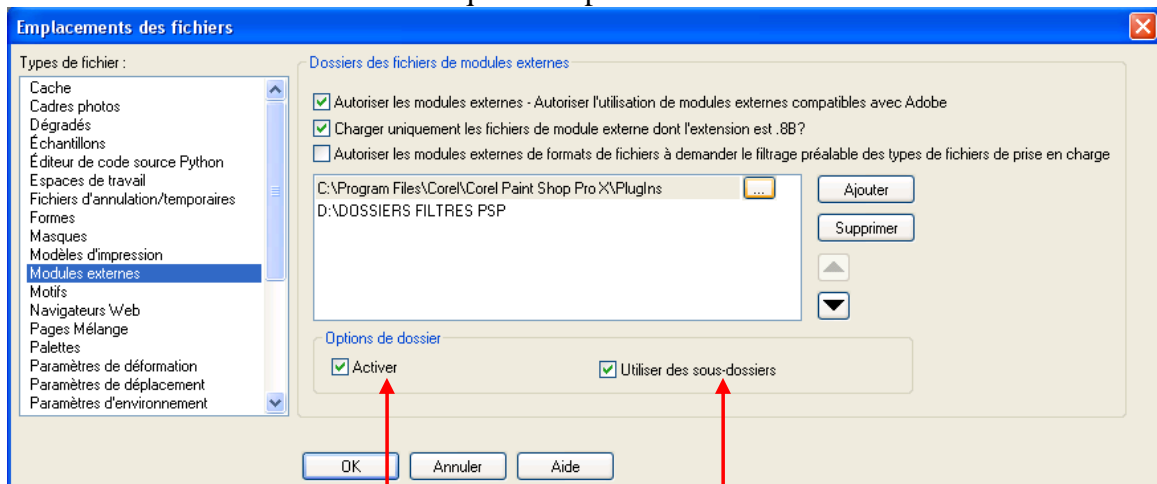 Emplacements des fichiers
Types de fichier :
Cache
Cadres photos
Dégradés
Échantillons
Éditeur de code source Python
Espaces de travail
Fichiers d'annulation/temporaires
Formes
Masques
Modèles d'impression
Modules externes
Motifs
Navigateurs Web
Pages Mélange
Palettes
Paramètres de déformation
Paramètres de déplacement
Paramètres d'environnement
Dossiers des fichiers de modules externes
Autoriser les modules externes - Autoriser l'utilisation de modules externes compatibles avec Adobe
Charger uniquement les fichiers de module externe dont l'extension est .8B?
Autoriser les modules externes de formats de fichiers à demander le filtrage préalable des types de fichiers de prise en charge
C:\Program Files\Corel\Corel Paint Shop Pro X\PlugIns ...
D:\DOSSIERS FILTRES PSP
Ajouter
Supprimer
Options de dossier
Activer
Utiliser des sous-dossiers
OK Annuler Aide